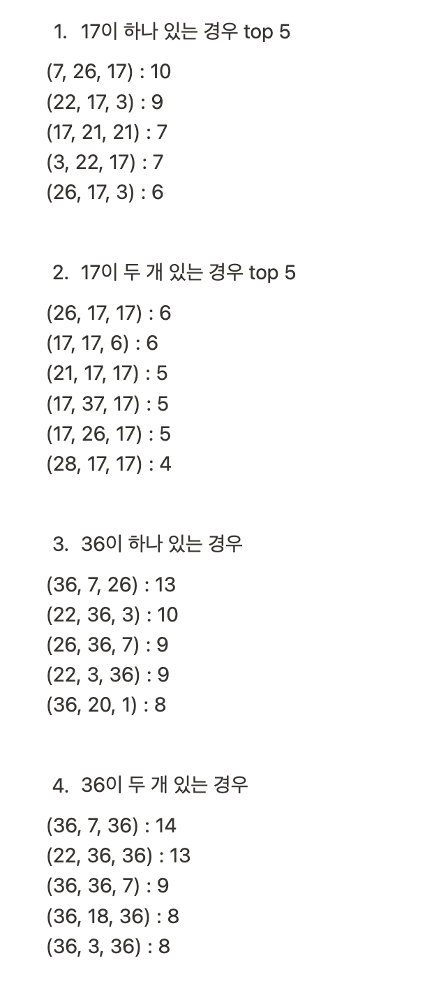 1. 17이 하나 있는 경우 top 5
(7, 26, 17) : 10
(22, 17, 3) : 9
(17, 21, 21) : 7
(3, 22, 17) : 7
(26, 17, 3) : 6
2. 17이 두 개 있는 경우 top 5
(26, 17, 17) : 6
(17, 17, 6) : 6
(21, 17, 17) : 5
(17, 37, 17) : 5
(17, 26, 17) : 5
(28, 17, 17) : 4
3. 36이 하나 있는 경우
(36, 7, 26) : 13
(22, 36, 3) : 10
(26, 36, 7) : 9
(22, 3, 36) : 9
(36, 20, 1) : 8
4. 36이 두 개 있는 경우
(36, 7, 36) : 14
(22, 36, 36) : 13
(36, 36, 7) : 9
(36, 18, 36) : 8
(36, 3, 36) : 8